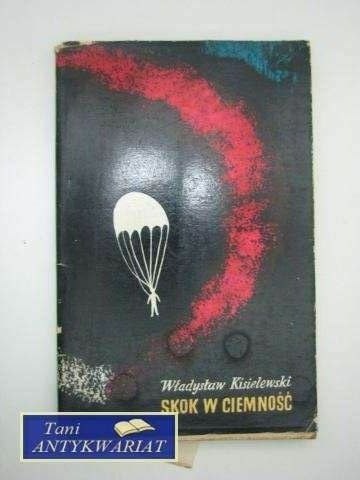 Władysław Kisielewski
SKOK W CIEMNOŚĆ
Tani
ANTYKWARIAT